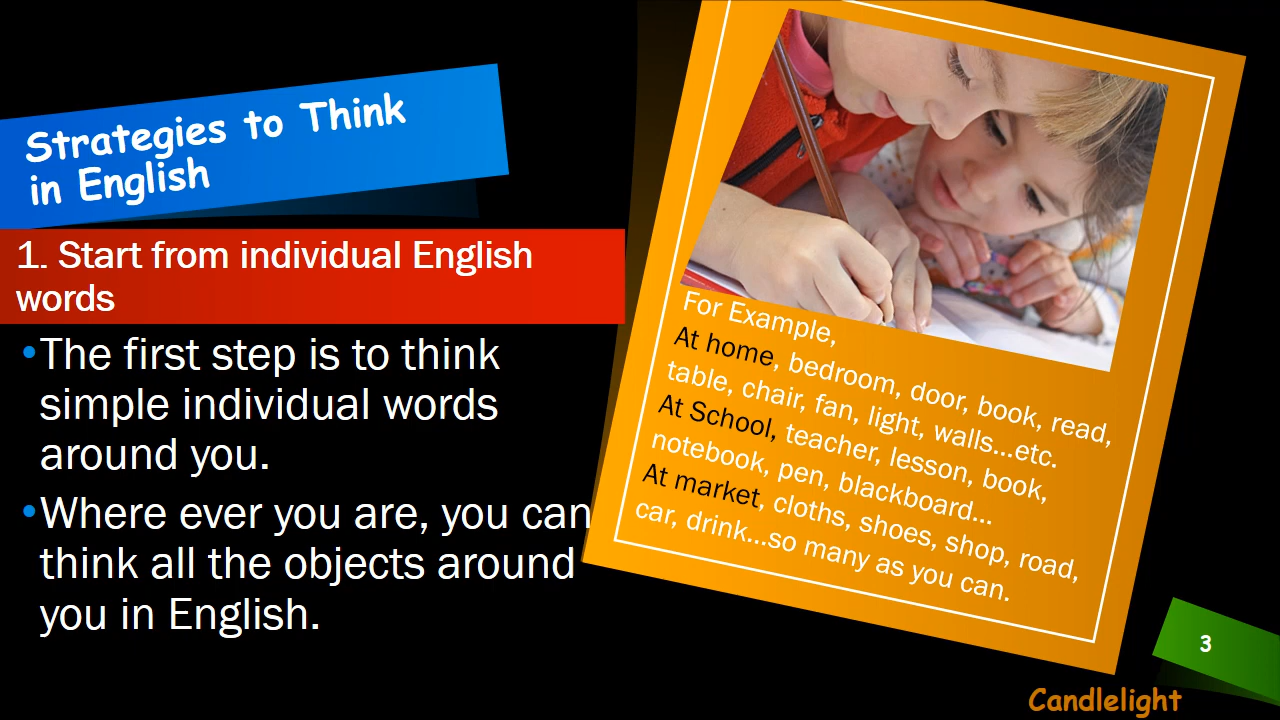 Strategies to Think
in English
1. Start from individual English
words
•The first step is to think
simple individual words
around you.
•Where ever you are, you can
think all the objects around
you in English.
For Example,
At home, bedroom, door, book, read,
table, chair, fan, light, walls...etc.
At School, teacher, lesson, book,
notebook, pen, blackboard...
At market, cloths, shoes, shop, road,
car, drink...so many as you can.
3
Candlelight